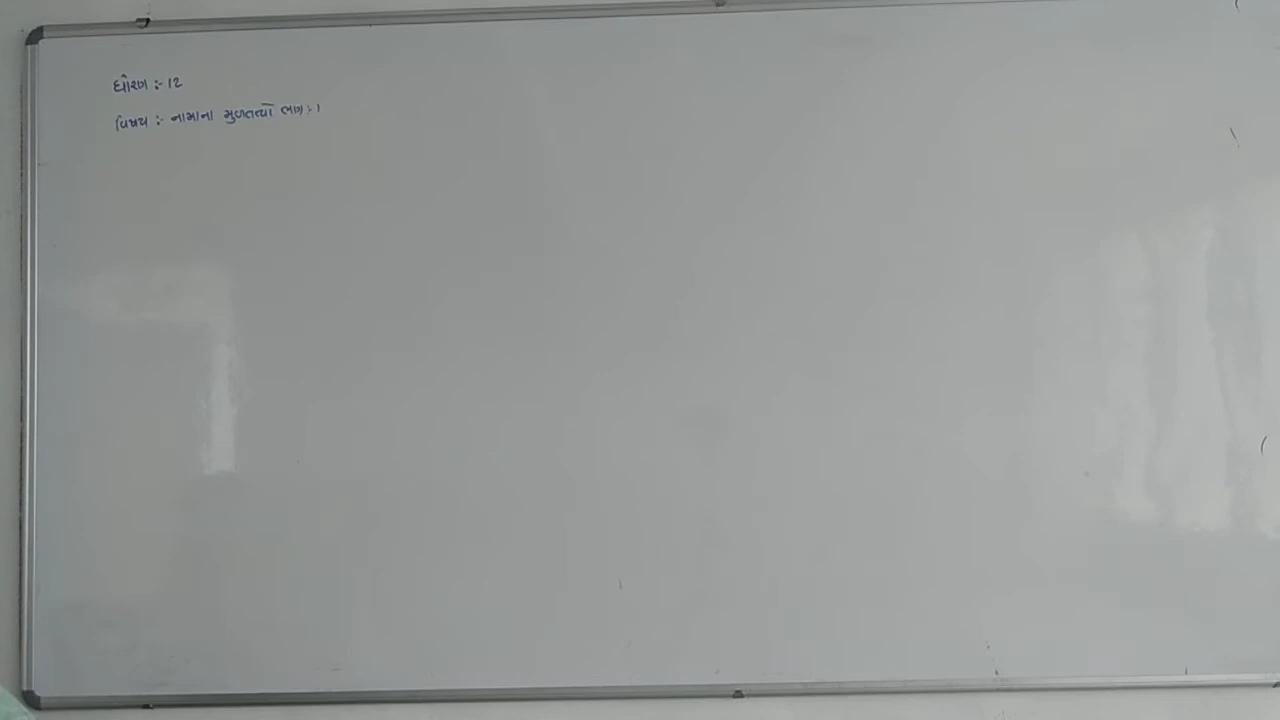 ધોરણ :- 12
વિષય :- નામાના મુળતત્વો ભાગ :- 1